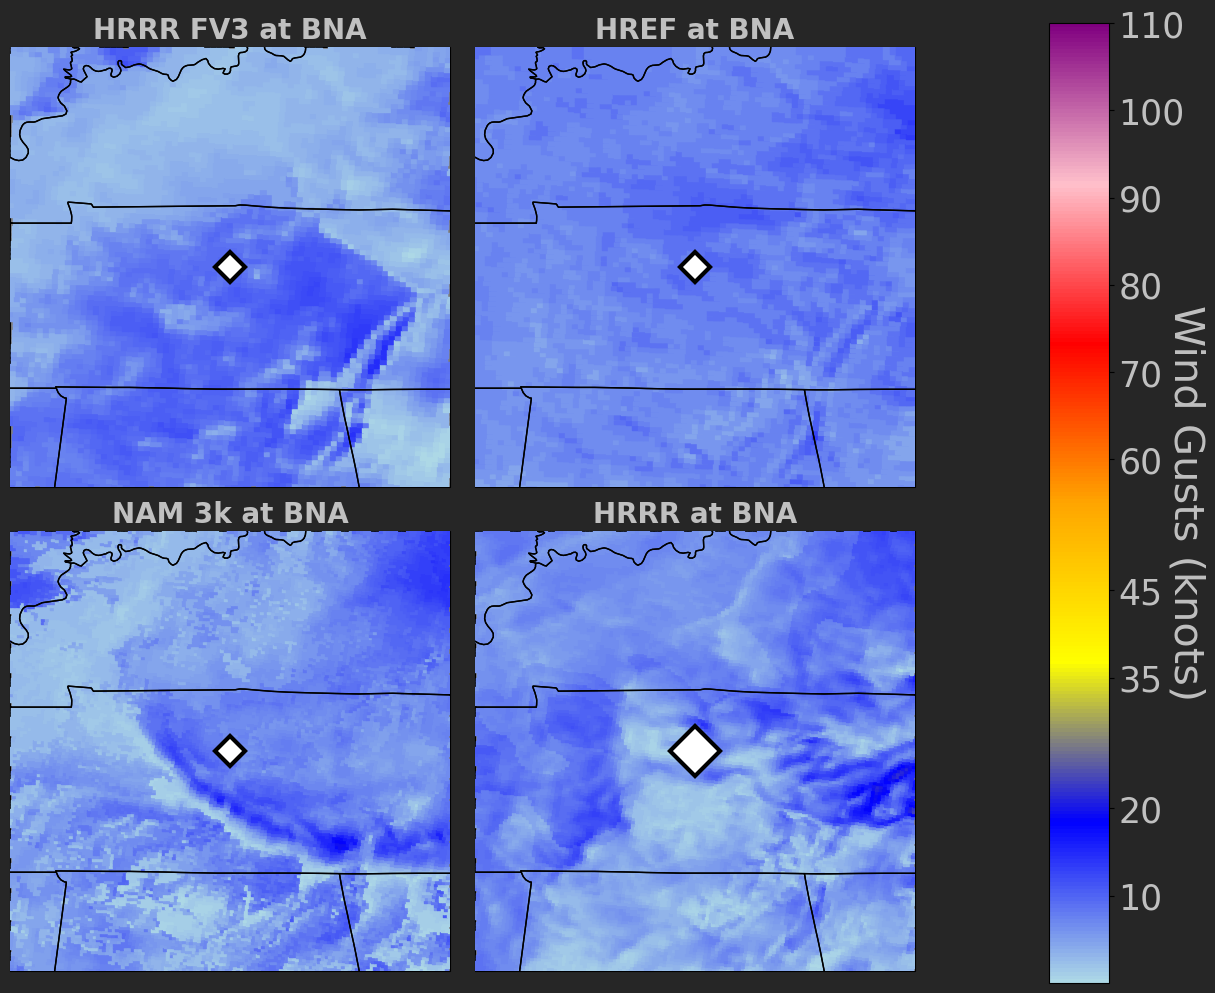 HRRR FV3 at BNA
HREF at BNA
NAM 3k at BNA
HRRR at BNA
110
100
90
80
70
60
45
35
20
10
Wind Gusts (knots)